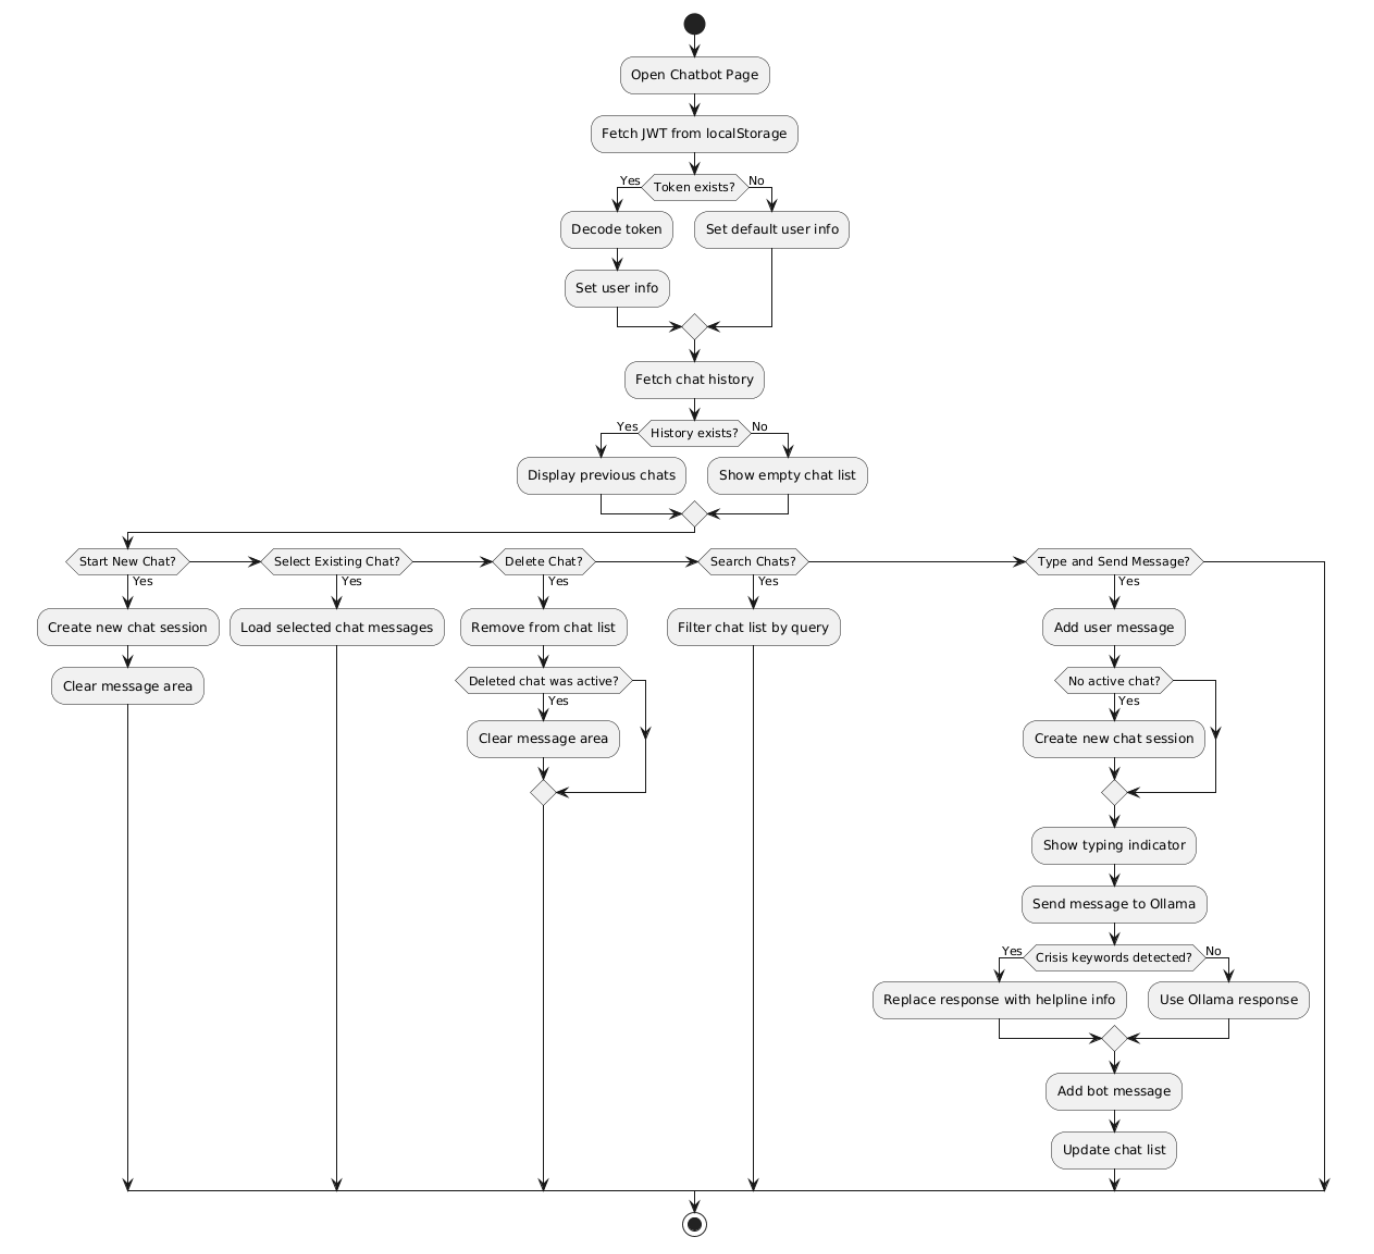 Open Chatbot Page
Fetch JWT from localStorage
Yes
Token exists?
No
Decode token
Set default user info
Set user info
Fetch chat history
Yes
History exists?
No
Display previous chats
Show empty chat list
Start New Chat?
Select Existing Chat?
Delete Chat?
Search Chats?
Type and Send Message?
Yes
Yes
Yes
Yes
Yes
Create new chat session
Load selected chat messages
Remove from chat list
Filter chat list by query
Add user message
Clear message area
Deleted chat was active?
No active chat?
Yes
Yes
Clear message area
Create new chat session
Show typing indicator
Send message to Ollama
Yes
Crisis keywords detected?
No
Replace response with helpline info
Use Ollama response
Add bot message
Update chat list